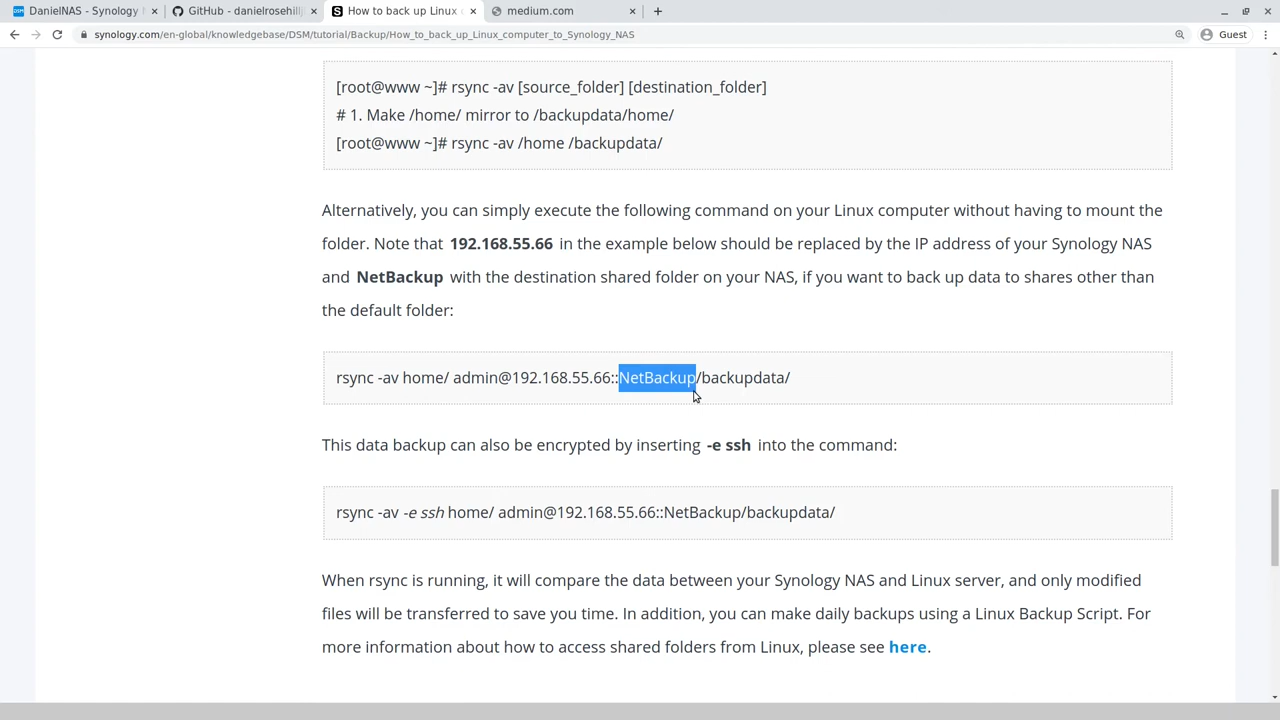 DanielNAS - Synology
GitHub - danielrosehillj
How to back up Linux c
medium.com
synology.com/en-global/knowledgebase/DSM/tutorial/Backup/How_to_back_up_Linux_computer_to_Synology_NAS
Guest
[root@www ~]# rsync -av [source_folder] [destination_folder]
# 1. Make /home/ mirror to /backupdata/home/
[root@www ~]# rsync -av /home /backupdata/
Alternatively, you can simply execute the following command on your Linux computer without having to mount the
folder. Note that 192.168.55.66 in the example below should be replaced by the IP address of your Synology NAS
and NetBackup with the destination shared folder on your NAS, if you want to back up data to shares other than
the default folder:
rsync -av home/ admin@192.168.55.66::NetBackup/backupdata/
This data backup can also be encrypted by inserting -e ssh into the command:
rsync -av -e ssh home/ admin@192.168.55.66::NetBackup/backupdata/
When rsync is running, it will compare the data between your Synology NAS and Linux server, and only modified
files will be transferred to save you time. In addition, you can make daily backups using a Linux Backup Script. For
more information about how to access shared folders from Linux, please see here.